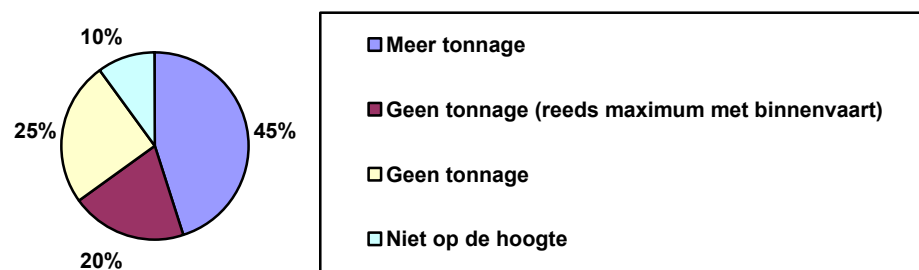 10%
Meer tonnage
Geen tonnage (reeds maximum met binnenvaart)
25%
45%
Geen tonnage
Niet op de hoogte
20%